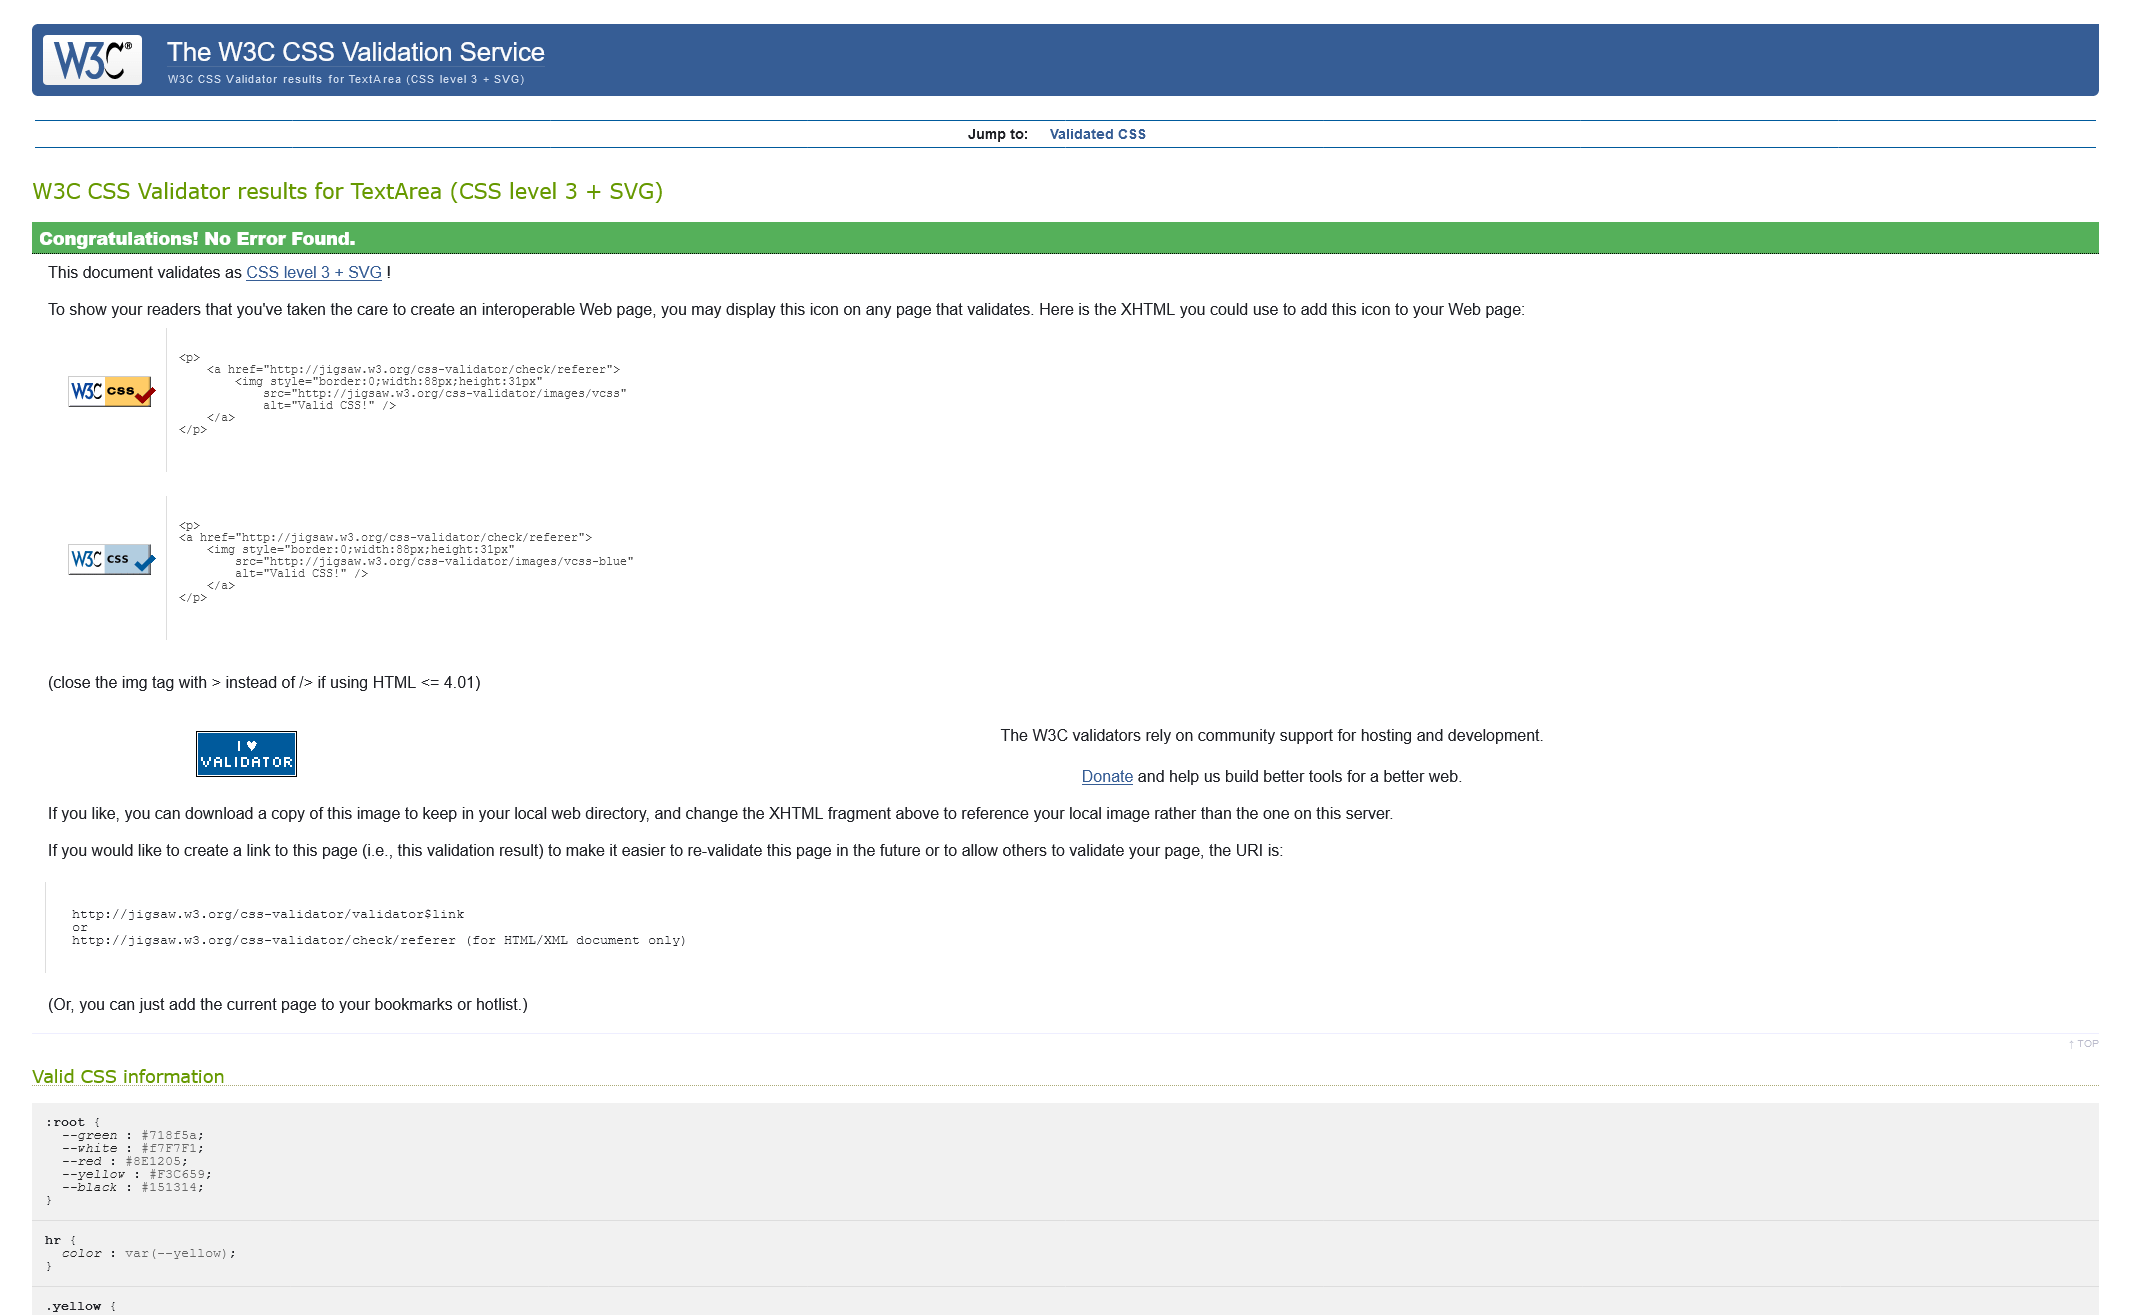 W3C®
The W3C CSS Validation Service
W3C CSS Validator results for TextArea (CSS level 3 + SVG)
Jump to: Validated CSS
W3C CSS Validator results for TextArea (CSS level 3 + SVG)
Congratulations! No Error Found.
This document validates as CSS level 3 + SVG !
To show your readers that you've taken the care to create an interoperable Web page, you may display this icon on any page that validates. Here is the XHTML you could use to add this icon to your Web page:
W3C css
<p>
<a href="http://jigsaw.w3.org/css-validator/check/referer">
<img style="border:0;width:88px;height:31px"
src="http://jigsaw.w3.org/css-validator/images/vcss"
alt="Valid CSS!" />
</a>
</p>
W3C css
<p>
<a href="http://jigsaw.w3.org/css-validator/check/referer">
<img style="border:0;width:88px;height:31px"
src="http://jigsaw.w3.org/css-validator/images/vcss-blue"
alt="Valid CSS!" />
</a>
</p>
(close the img tag with > instead of /> if using HTML <= 4.01)
I ♥
VALIDATOR
The W3C validators rely on community support for hosting and development.
Donate and help us build better tools for a better web.
If you like, you can download a copy of this image to keep in your local web directory, and change the XHTML fragment above to reference your local image rather than the one on this server.
If you would like to create a link to this page (i.e., this validation result) to make it easier to re-validate this page in the future or to allow others to validate your page, the URI is:
http://jigsaw.w3.org/css-validator/validator$link
or
http://jigsaw.w3.org/css-validator/check/referer (for HTML/XML document only)
(Or, you can just add the current page to your bookmarks or hotlist.)
↑ TOP
Valid CSS information
:root {
--green : #718f5a;
--white : #f7F7F1;
--red : #8E1205;
--yellow : #F3C659;
--black : #151314;
}
hr {
color : var(--yellow);
}
.yellow {